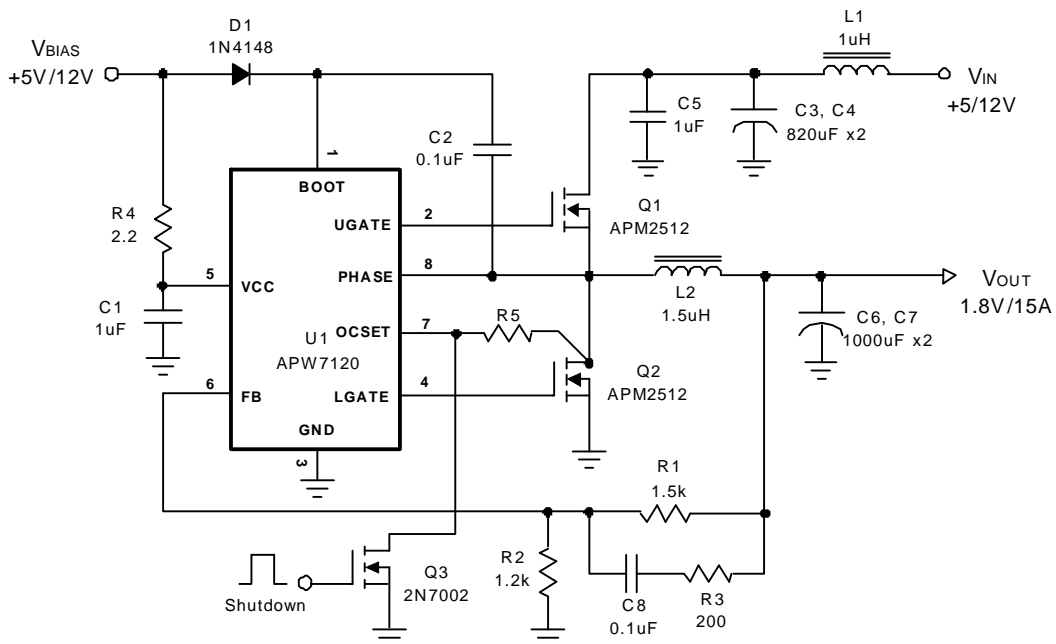 D1
1N4148
VBIAS
+5V/12V
L1
1uH
VIN
+5/12V
C5
1uF
C3, C4
820uF x2
C2
0.1uF
1
BOOT
R4
2.2
UGATE
2
Q1
APM2512
5
VCC
PHASE
8
L2
1.5uH
VOUT
1.8V/15A
C1
1uF
U1
APW7120
OCSET
7
R5
C6, C7
1000uF x2
6
FB
LGATE
4
Q2
APM2512
GND
3
R1
1.5k
Shutdown
Q3
2N7002
R2
1.2k
C8
0.1uF
R3
200